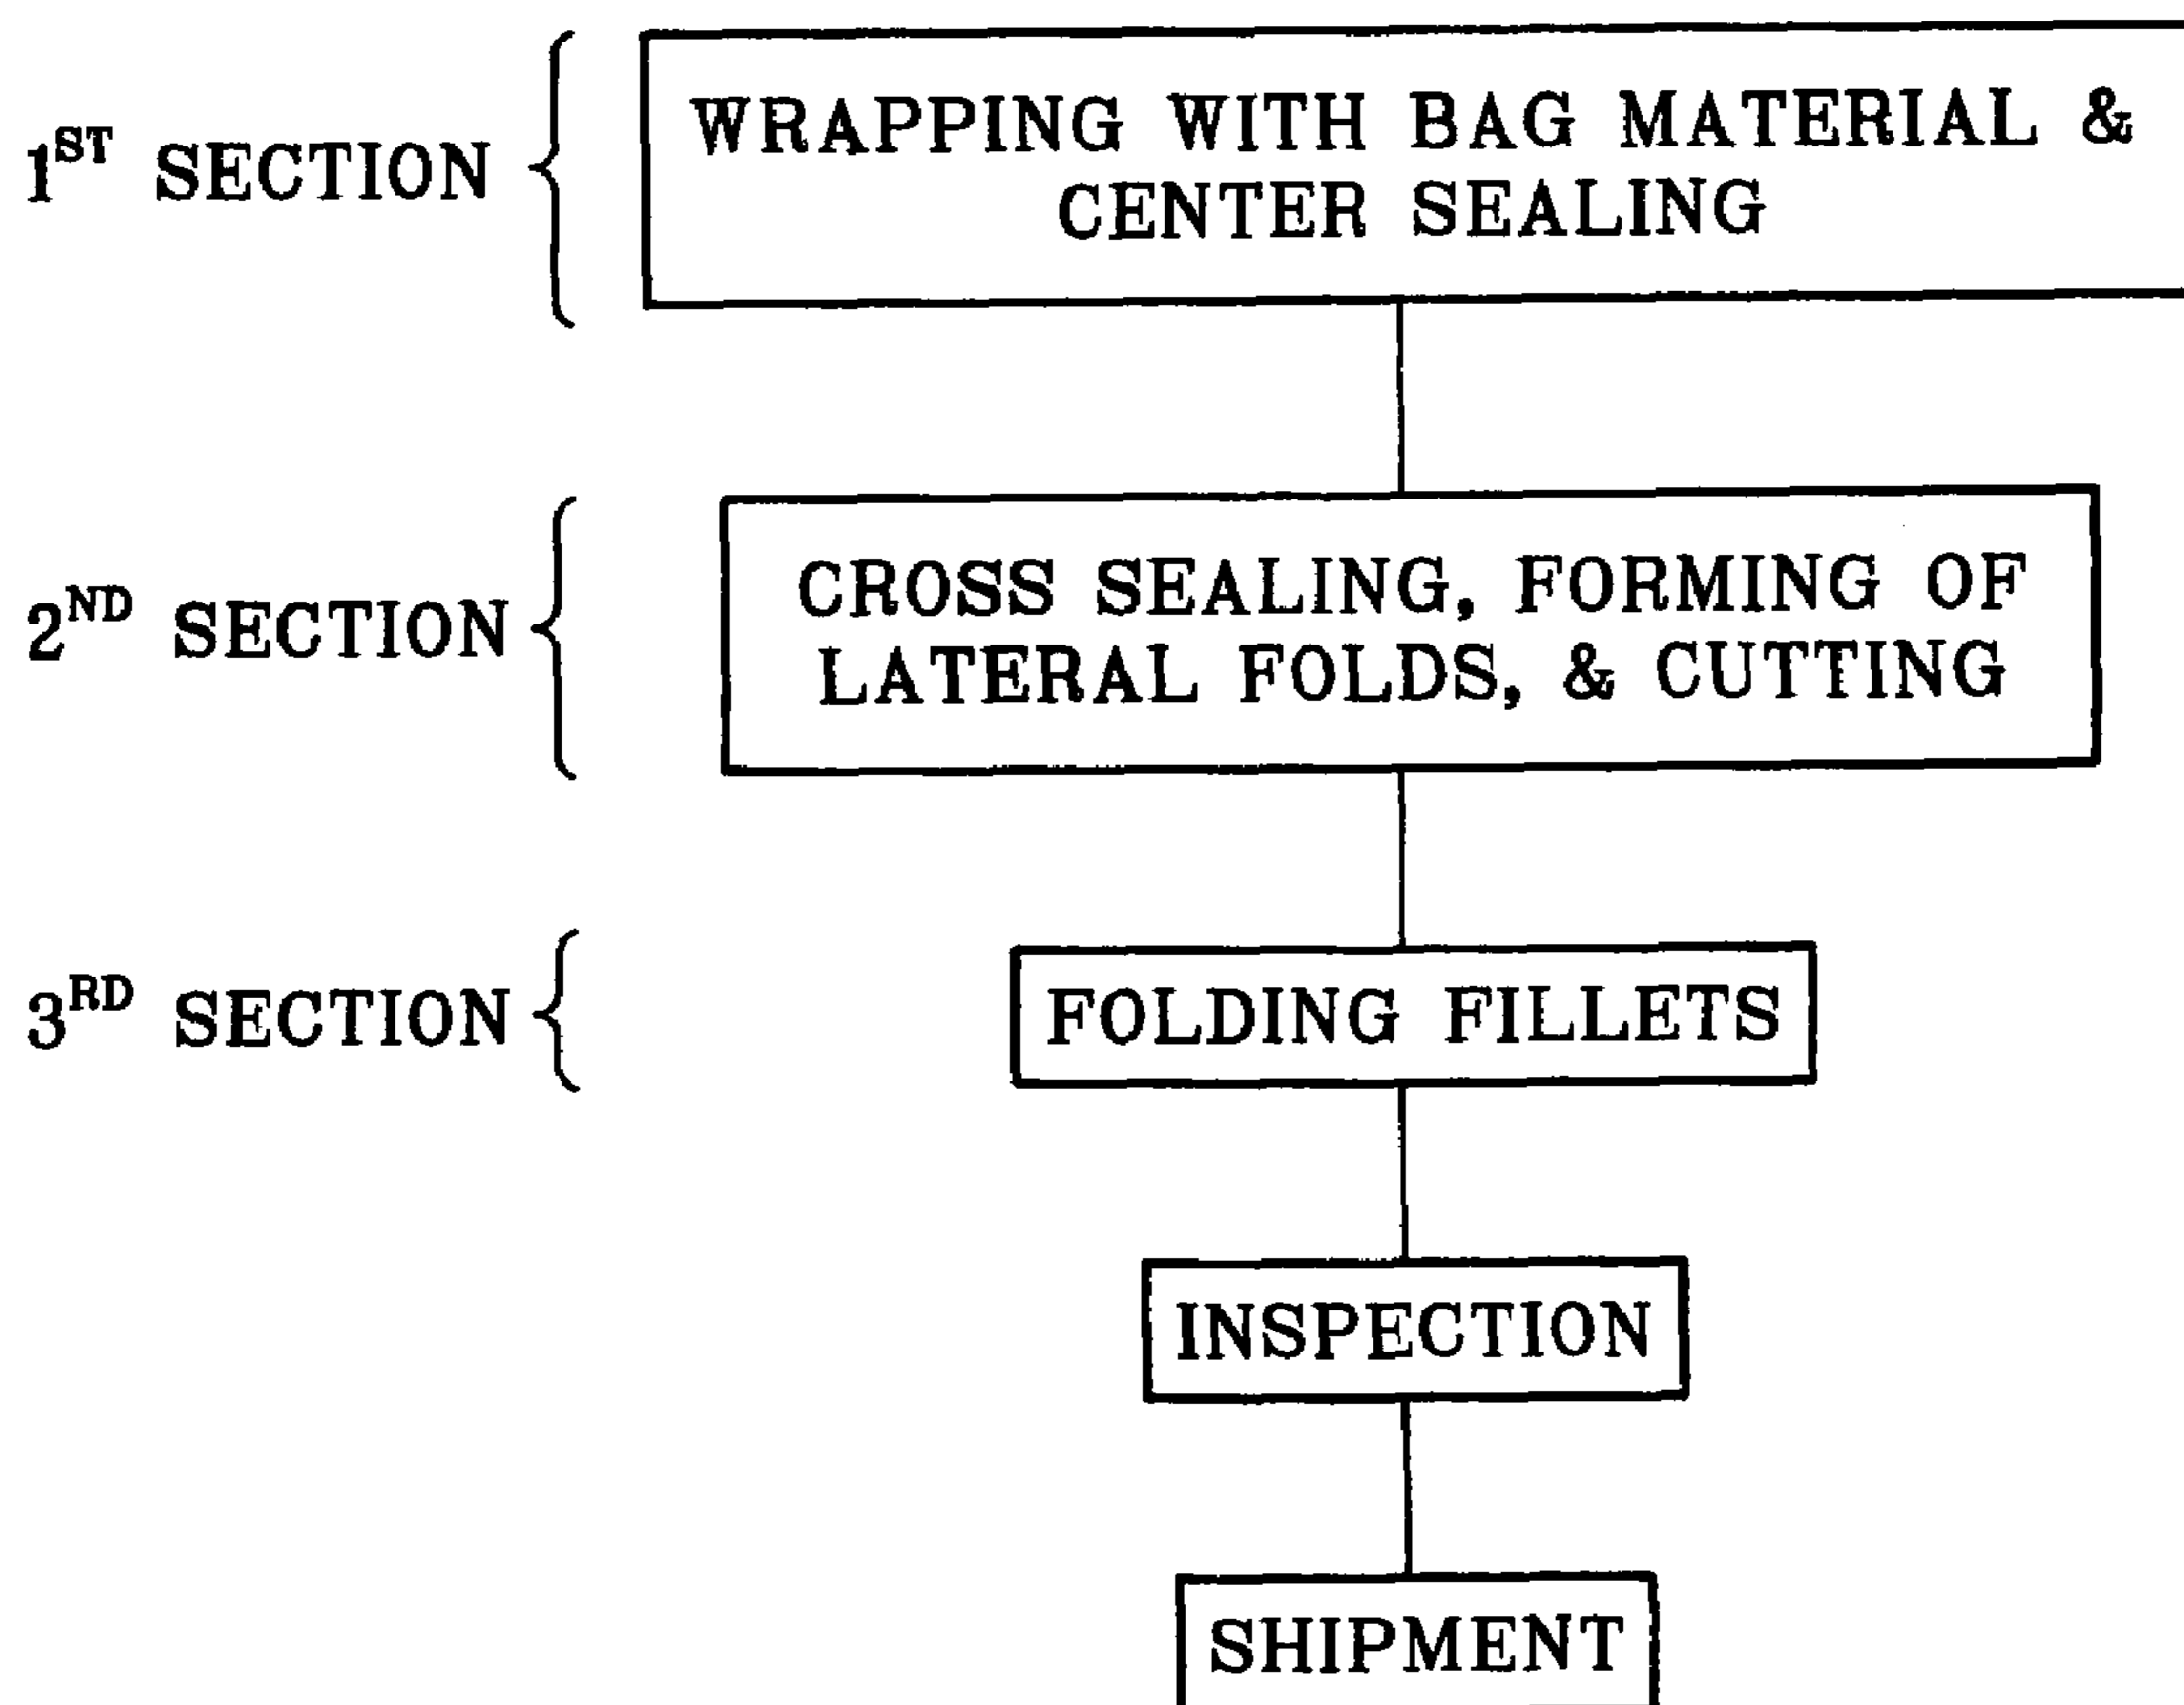 1ST SECTION
WRAPPING WITH BAG MATERIAL &
CENTER SEALING
2ND SECTION
CROSS SEALING, FORMING OF
LATERAL FOLDS, & CUTTING
3RD SECTION
FOLDING FILLETS
INSPECTION
SHIPMENT